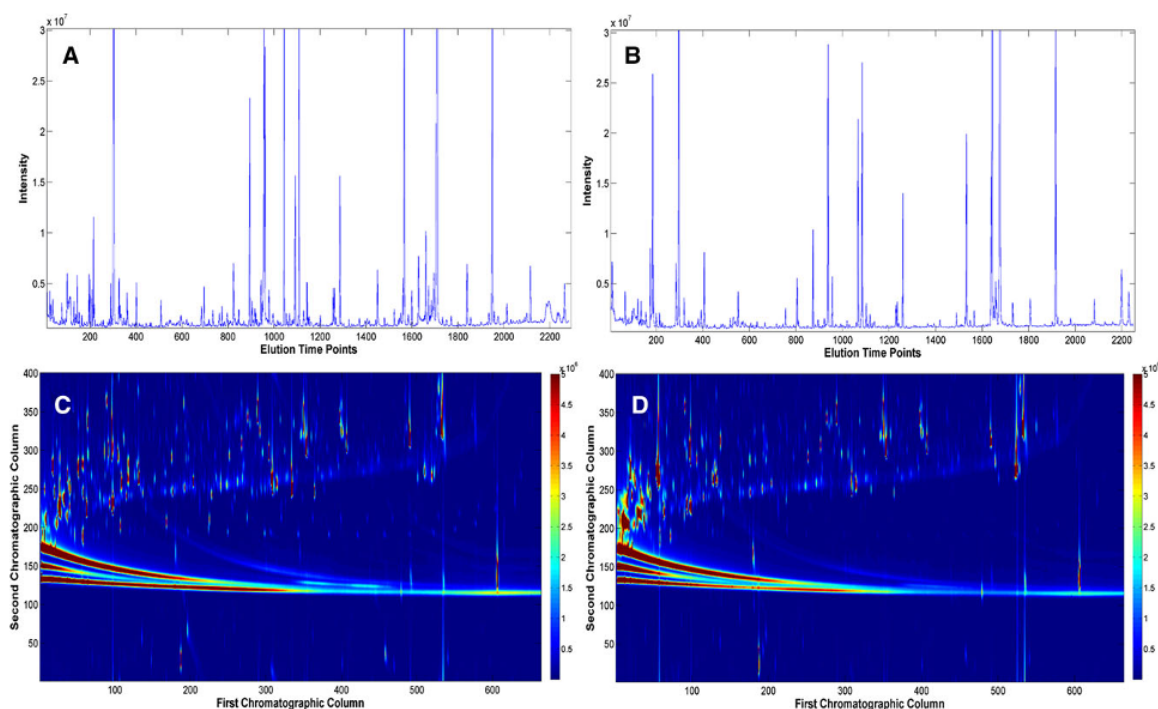 x 10⁷
A
3
2.5
2
1.5
1
0.5
Intensity
200 400 600 800 1000 1200 1400 1600 1800 2000 2200
Elution Time Points
x 10⁷
B
3
2.5
2
1.5
1
0.5
Intensity
200 400 600 800 1000 1200 1400 1600 1800 2000 2200
Elution Time Points
C
400
350
300
250
200
150
100
50
Second Chromatographic Column
100 200 300 400 500 600
First Chromatographic Column
x 10⁶
5
4.5
4
3.5
3
2.5
2
1.5
1
0.5
D
400
350
300
250
200
150
100
50
Second Chromatographic Column
100 200 300 400 500 600
First Chromatographic Column
x 10
5
4.5
4
3.5
3
2.5
2
1.5
1
0.5